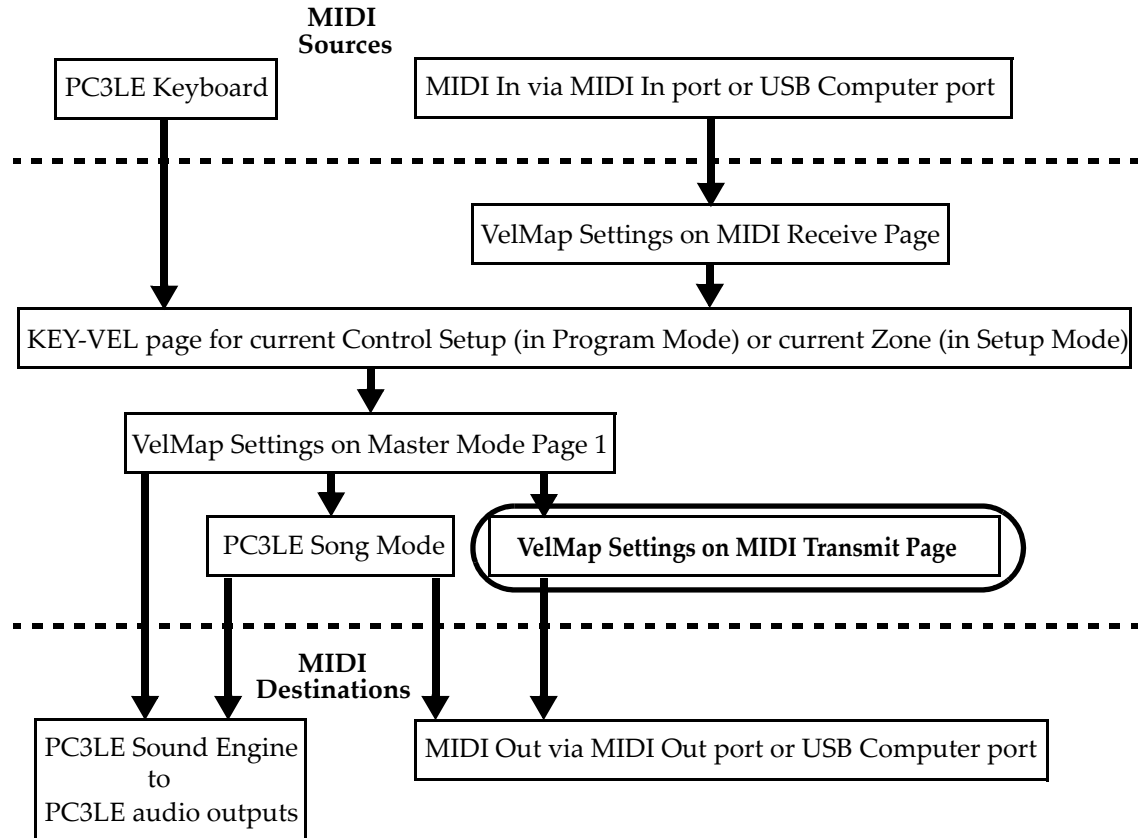 MIDI
Sources
PC3LE Keyboard
MIDI In via MIDI In port or USB Computer port
VelMap Settings on MIDI Receive Page
KEY-VEL page for current Control Setup (in Program Mode) or current Zone (in Setup Mode)
VelMap Settings on Master Mode Page 1
PC3LE Song Mode
VelMap Settings on MIDI Transmit Page
MIDI
Destinations
PC3LE Sound Engine
to
PC3LE audio outputs
MIDI Out via MIDI Out port or USB Computer port